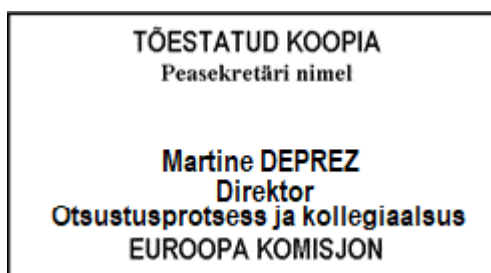 TÕESTATUD KOOPIA
Peasekretäri nimel
Martine DEPREZ
Direktor
Otsustusprotsess ja kollegiaalsus
EUROOPA KOMISJON